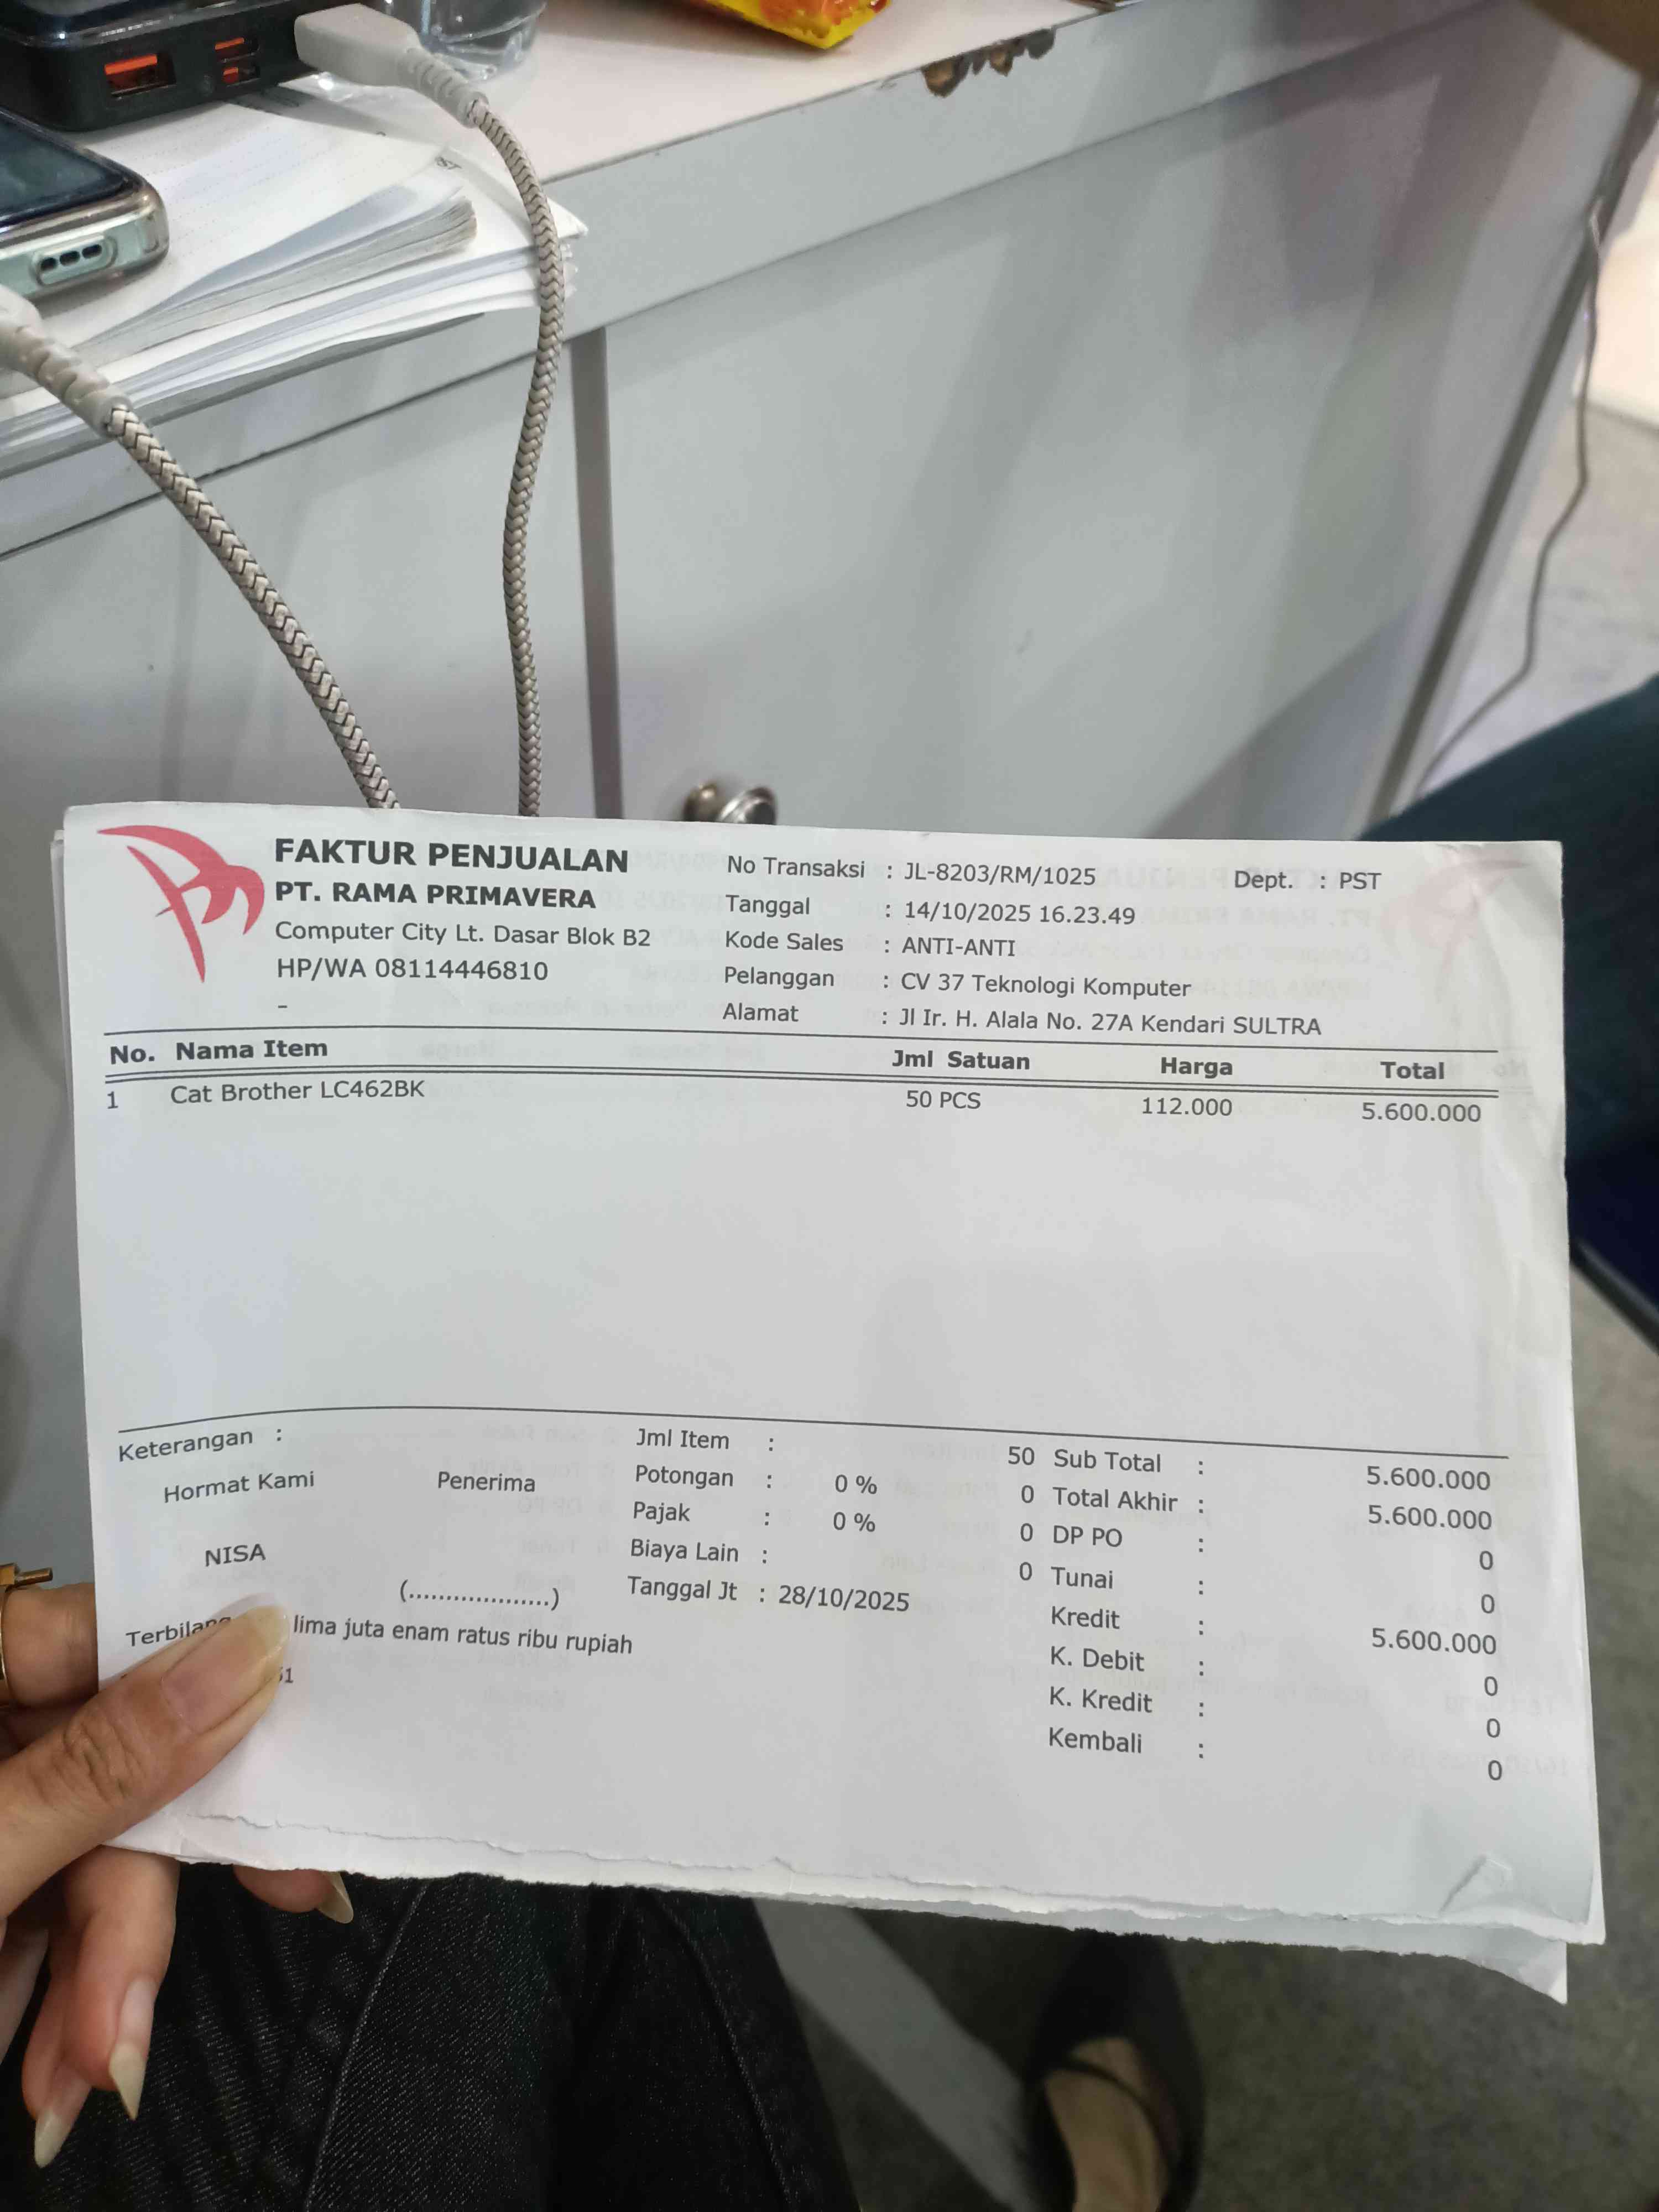 FAKTUR PENJUALAN
PT. RAMA PRIMAVERA
Computer City Lt. Dasar Blok B2
HP/WA 08114446810
-
No Transaksi : JL-8203/RM/1025
Dept. : PST
Tanggal : 14/10/2025 16.23.49
Kode Sales : ANTI-ANTI
Pelanggan : CV 37 Teknologi Komputer
Alamat : Jl Ir. H. Alala No. 27A Kendari SULTRA
No. Nama Item Jml Satuan Harga Total
1 Cat Brother LC462BK 50 PCS 112.000 5.600.000
Keterangan :
Hormat Kami Penerima
NISA
(....................)
Jml Item : 50
Potongan : 0 % 0
Pajak : 0 % 0
Biaya Lain : 0
Tanggal Jt : 28/10/2025
Sub Total : 5.600.000
Total Akhir : 5.600.000
DP PO : 0
Tunai : 0
Kredit : 5.600.000
K. Debit : 0
K. Kredit : 0
Kembali : 0
lima juta enam ratus ribu rupiah